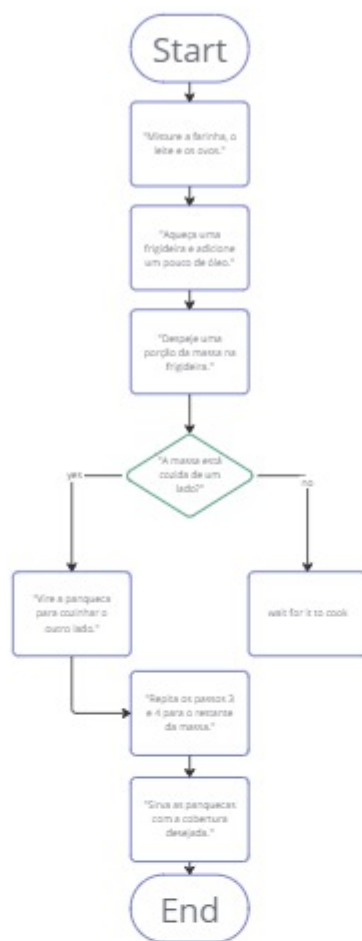 Start
"Misture a farinha, o
leite e os ovos."
"Aqueça uma
frigideira e adicione
um pouco de óleo."
"Despeje uma
porção da massa na
frigideira."
"A massa está
cozida de um
lado?"
yes
no
"Vire a panqueca
para cozinhar o
outro lado."
wait for it to cook
"Repita os passos 3
e 4 para o restante
da massa."
"Sirva as panquecas
com a cobertura
desejada."
End